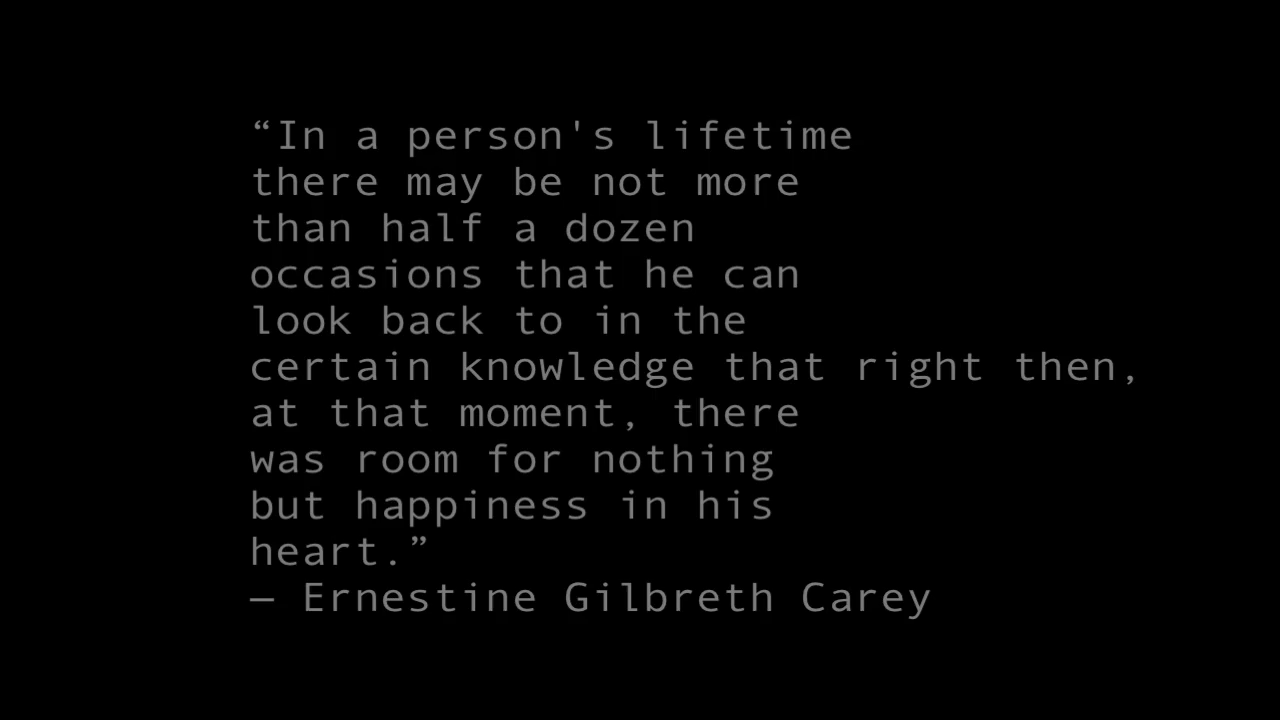 “In a person's lifetime
there may be not more
than half a dozen
occasions that he can
look back to in the
certain knowledge that right then,
at that moment, there
was room for nothing
but happiness in his
heart.”
— Ernestine Gilbreth Carey